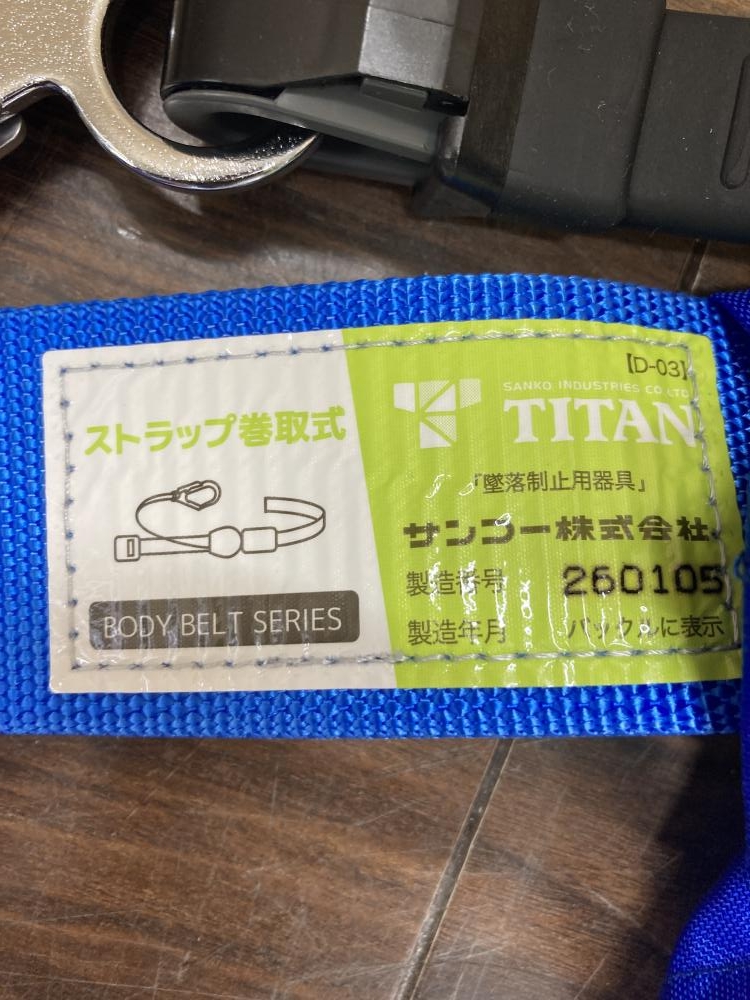 ストラップ巻取式
BODY BELT SERIES
【D-03】
SANKO INDUSTRIES CO.LTD
TITAN
「墜落制止用器具」
サンコー株式会社
製造番号 260105
製造年月 バックルに表示